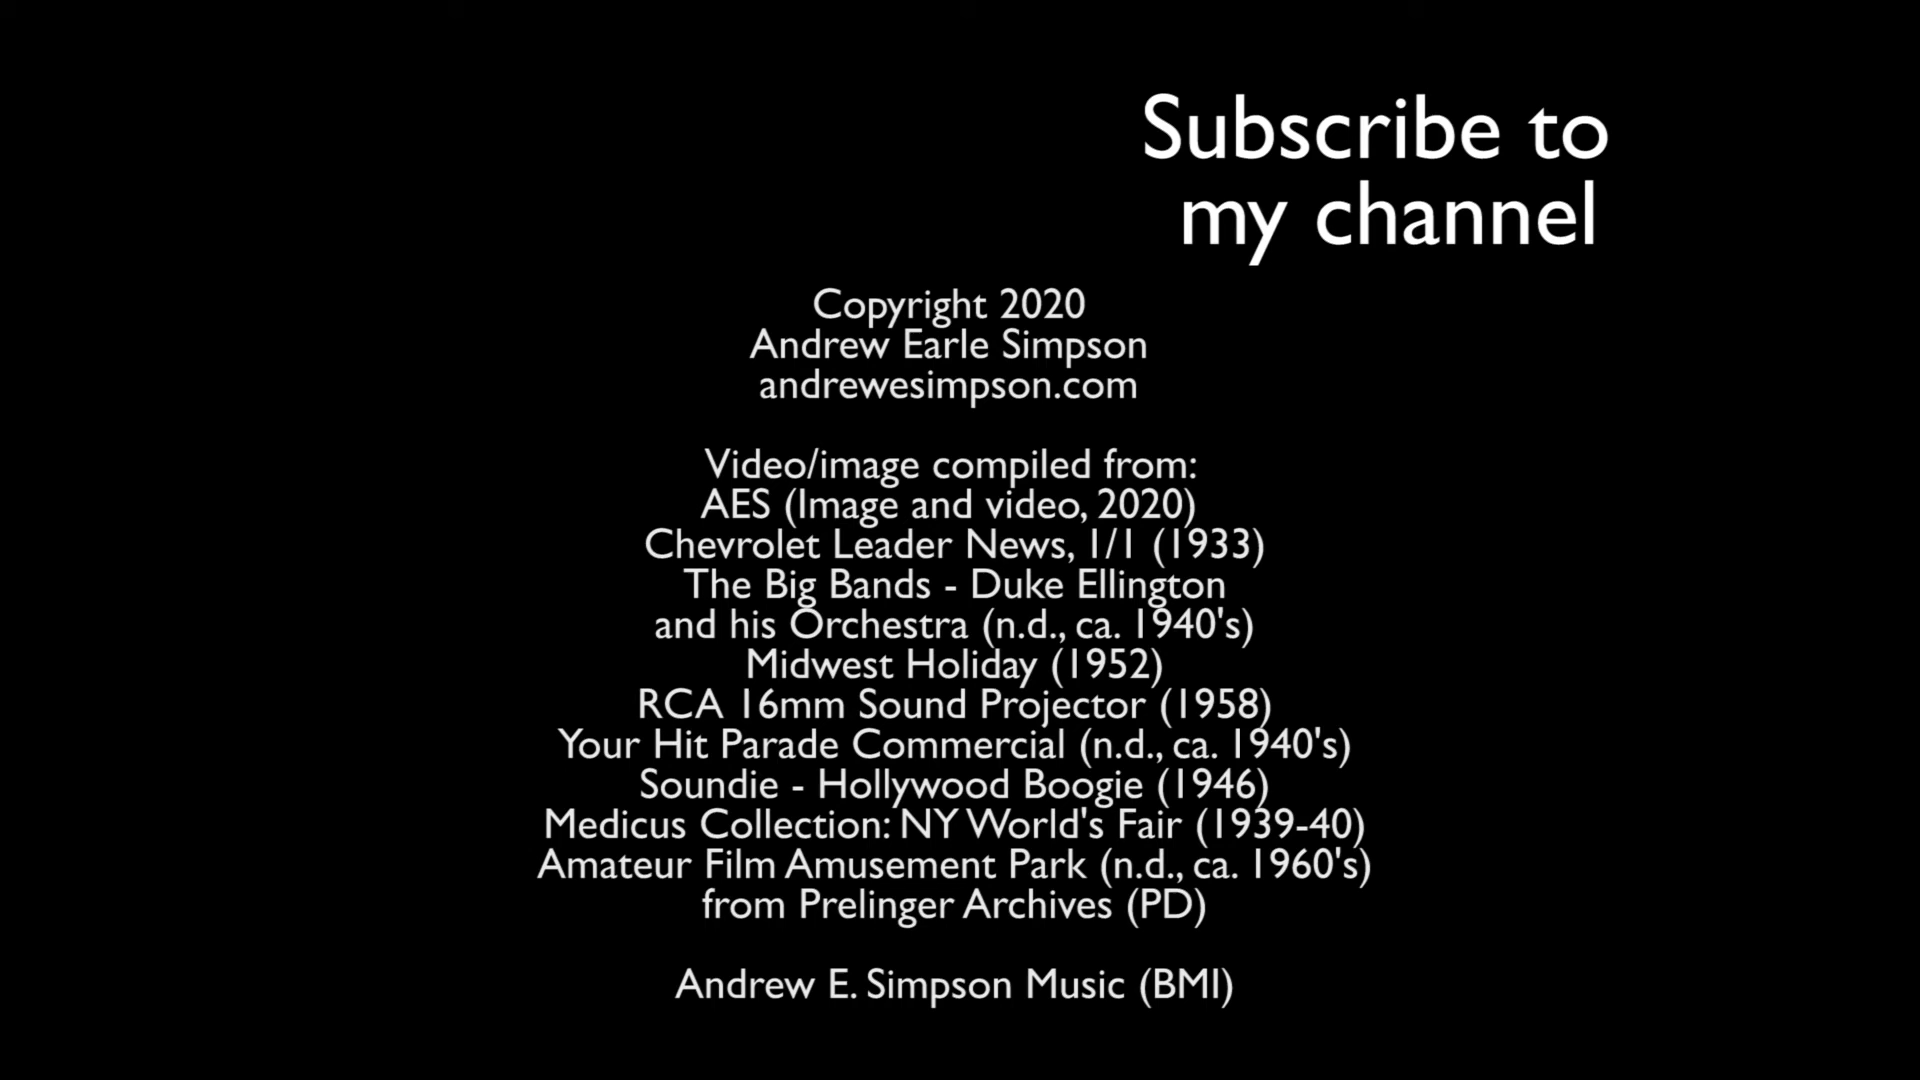 Subscribe to
my channel
Copyright 2020
Andrew Earle Simpson
andrewesimpson.com
Video/image compiled from:
AES (Image and video, 2020)
Chevrolet Leader News, 1/1 (1933)
The Big Bands - Duke Ellington
and his Orchestra (n.d., ca. 1940's)
Midwest Holiday (1952)
RCA 16mm Sound Projector (1958)
Your Hit Parade Commercial (n.d., ca. 1940's)
Soundie - Hollywood Boogie (1946)
Medicus Collection: NY World's Fair (1939-40)
Amateur Film Amusement Park (n.d., ca. 1960's)
from Prelinger Archives (PD)
Andrew E. Simpson Music (BMI)